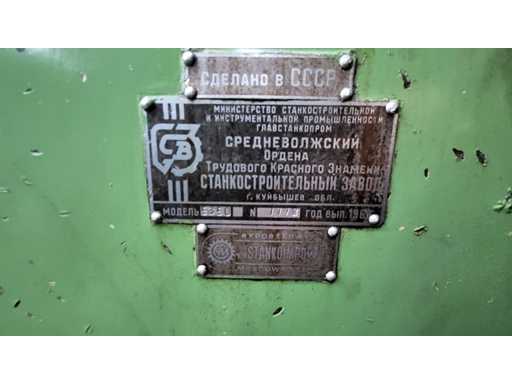 СДЕЛАНО В СССР
МИНИСТЕРСТВО СТАНКОСТРОИТЕЛЬНОЙ
И ИНСТРУМЕНТАЛЬНОЙ ПРОМЫШЛЕННОСТИ
ГЛАВСТАНКОПРОМ
СРЕДНЕВОЛЖСКИЙ
ОРДЕНА
ТРУДОВОГО КРАСНОГО ЗНАМЕНИ
СТАНКОСТРОИТЕЛЬНЫЙ ЗАВОД
Г. КУЙБЫШЕВ ОБЛ.
МОДЕЛЬ N ГОД ВЫП.
STANKOIMPORT
MOSCOW